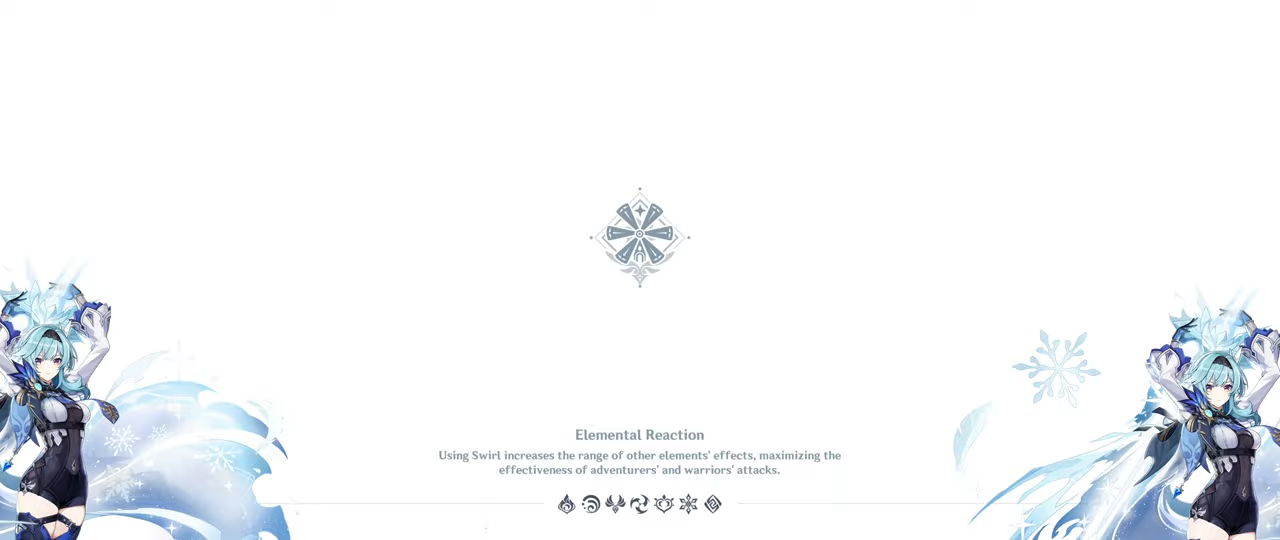 Elemental Reaction
Using Swirl increases the range of other elements' effects, maximizing the
effectiveness of adventurers' and warriors' attacks.